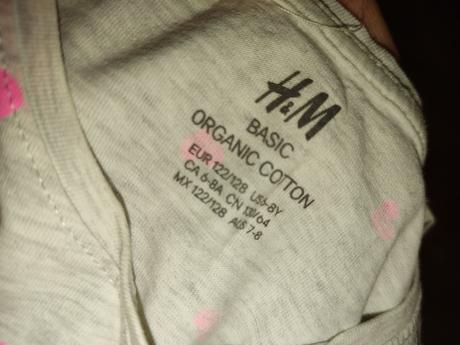 H&M
BASIC
ORGANIC COTTON
EUR 122/128 US 6-8Y
CA 6-8A CN 130/64
MX 122/128 AUS 7-8